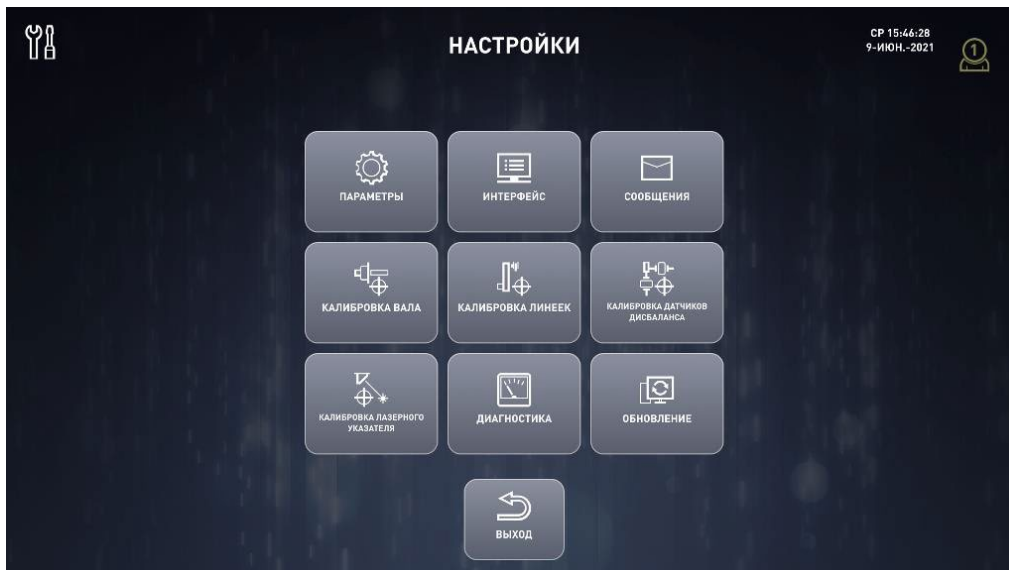 НАСТРОЙКИ
СР 15:46:28
9-ИЮН.-2021
1
ПАРАМЕТРЫ
ИНТЕРФЕЙС
СООБЩЕНИЯ
КАЛИБРОВКА ВАЛА
КАЛИБРОВКА ЛИНЕЕК
КАЛИБРОВКА ДАТЧИКОВ
ДИСБАЛАНСА
КАЛИБРОВКА ЛАЗЕРНОГО
УКАЗАТЕЛЯ
ДИАГНОСТИКА
ОБНОВЛЕНИЕ
ВЫХОД